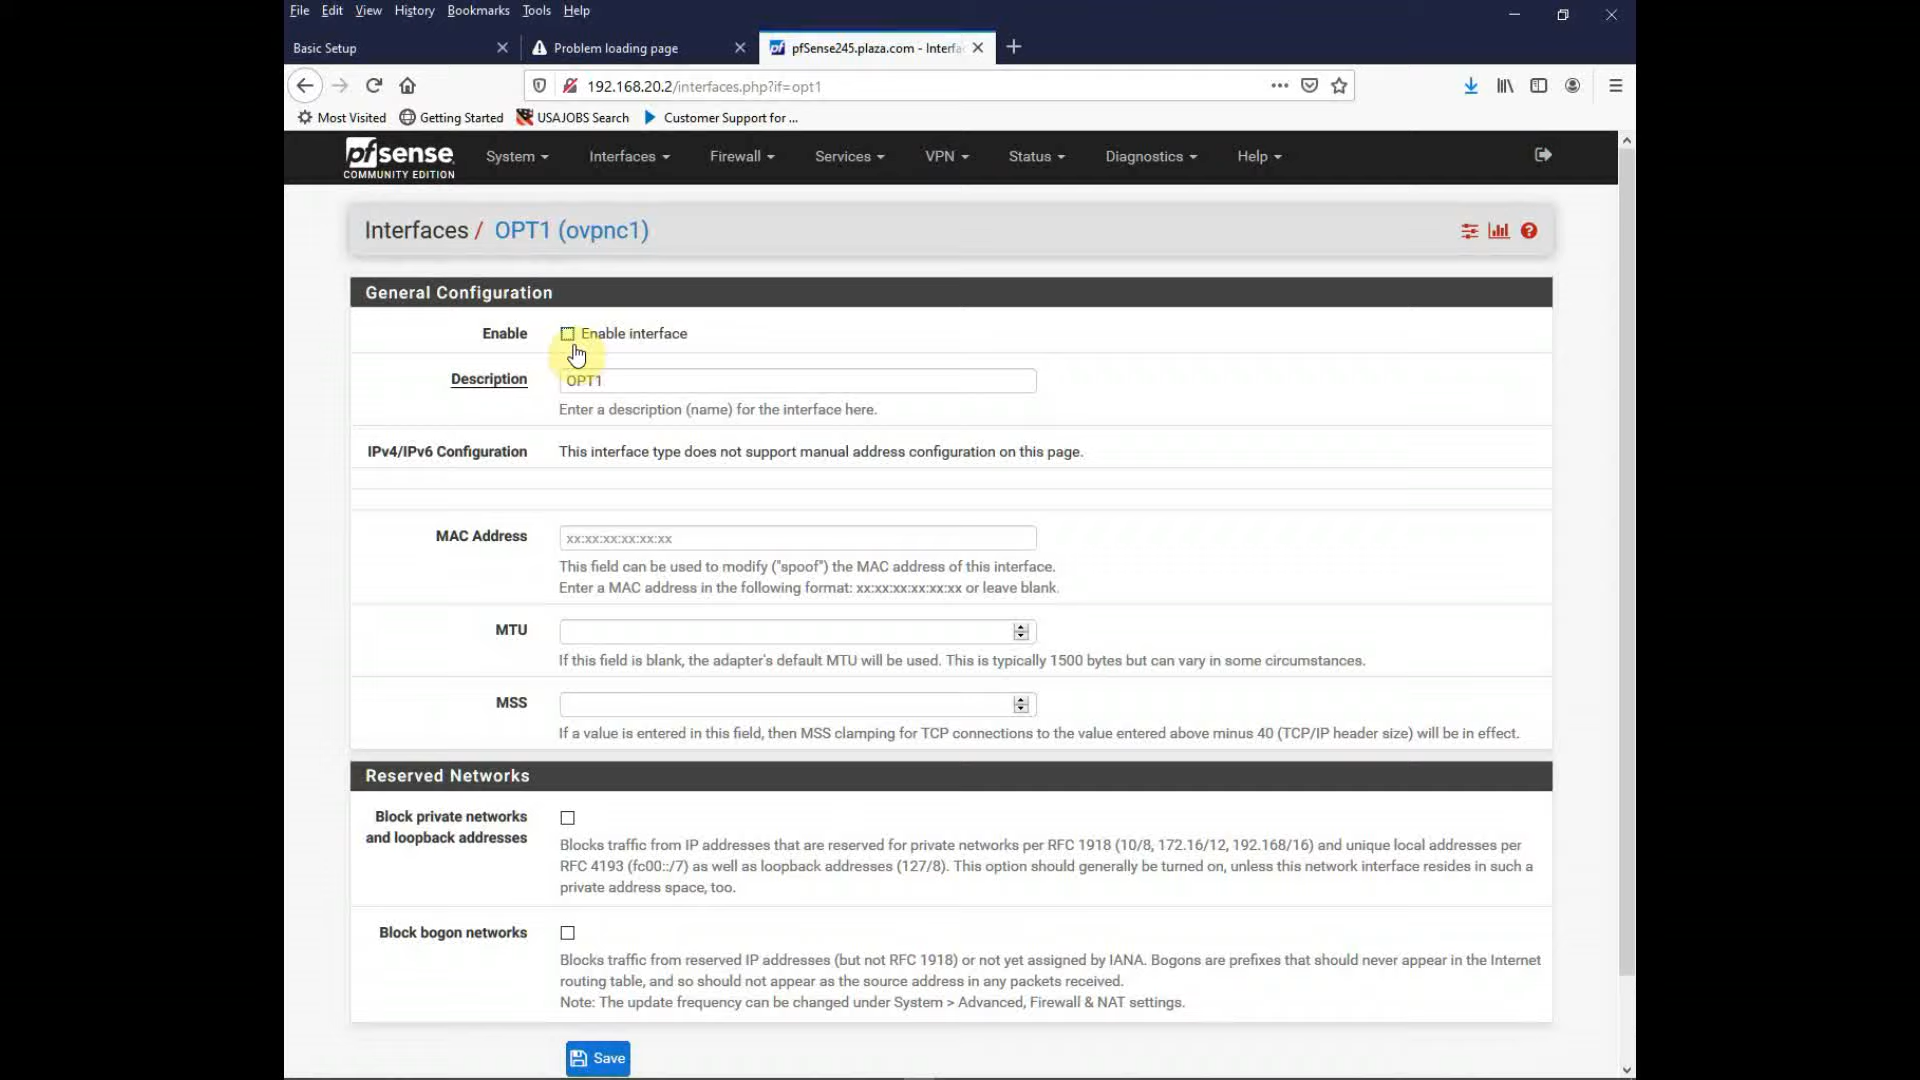 File Edit View History Bookmarks Tools Help
Basic Setup
Problem loading page
pfSense245.plaza.com - Interfa
192.168.20.2/interfaces.php?if=opt1
Most Visited Getting Started USAJOBS Search Customer Support for ...
pfsense
COMMUNITY EDITION
System Interfaces Firewall Services VPN Status Diagnostics Help
Interfaces / OPT1 (ovpnc1)
General Configuration
Enable Enable interface
Description OPT1
Enter a description (name) for the interface here.
IPv4/IPv6 Configuration This interface type does not support manual address configuration on this page.
MAC Address xx:xx:xx:xx:xx:xx
This field can be used to modify ("spoof") the MAC address of this interface.
Enter a MAC address in the following format: xx:xx:xx:xx:xx:xx or leave blank.
MTU
If this field is blank, the adapter's default MTU will be used. This is typically 1500 bytes but can vary in some circumstances.
MSS
If a value is entered in this field, then MSS clamping for TCP connections to the value entered above minus 40 (TCP/IP header size) will be in effect.
Reserved Networks
Block private networks
and loopback addresses
Blocks traffic from IP addresses that are reserved for private networks per RFC 1918 (10/8, 172.16/12, 192.168/16) and unique local addresses per
RFC 4193 (fc00::/7) as well as loopback addresses (127/8). This option should generally be turned on, unless this network interface resides in such a
private address space, too.
Block bogon networks
Blocks traffic from reserved IP addresses (but not RFC 1918) or not yet assigned by IANA. Bogons are prefixes that should never appear in the Internet
routing table, and so should not appear as the source address in any packets received.
Note: The update frequency can be changed under System > Advanced, Firewall & NAT settings.
Save